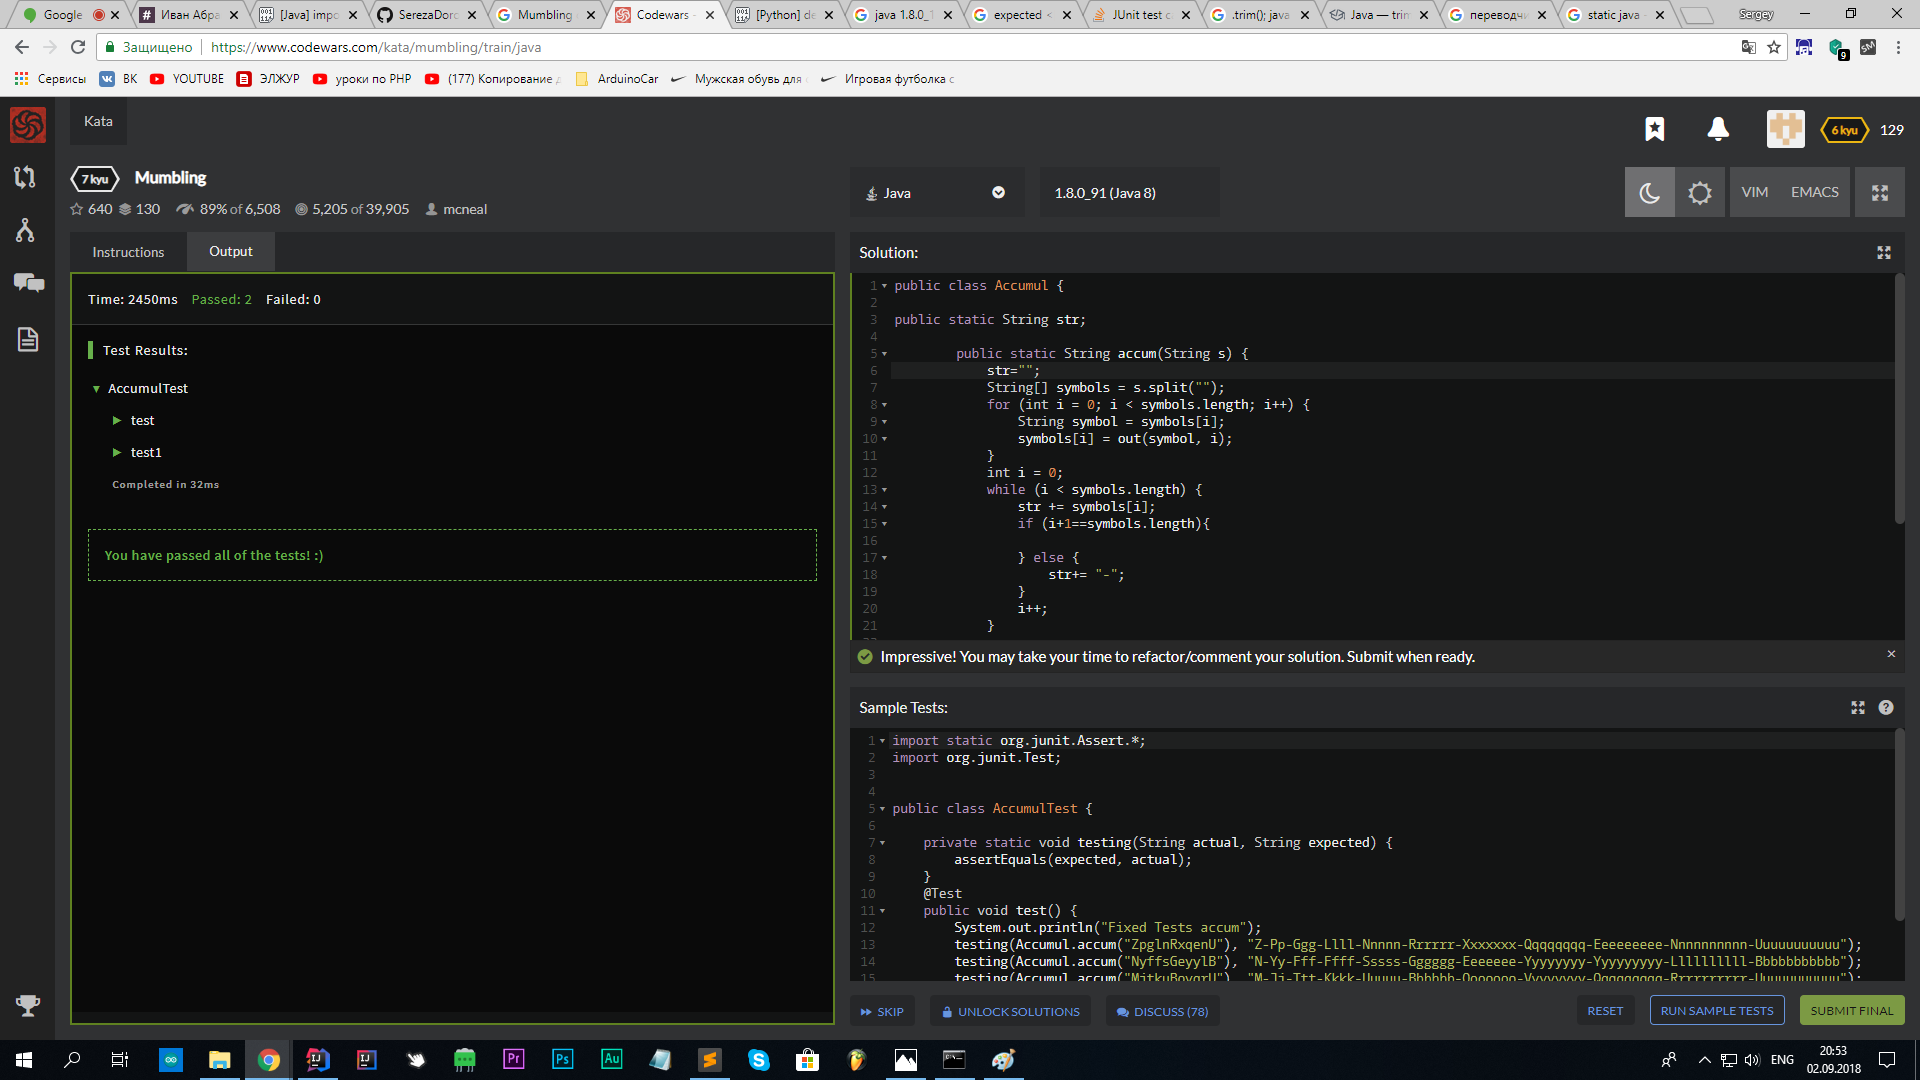 Google
Иван Абра
[Java] impo
SerezaDorc
Mumbling
Codewars -
[Python] de
java 1.8.0_1
expected <
JUnit test c
.trim(); java
Java — trim
переводчи
static java -
Sergey
Защищено
https://www.codewars.com/kata/mumbling/train/java
9
SM
Сервисы
ВК
YOUTUBE
ЭЛЖУР
уроки по PHP
(177) Копирование д
ArduinoCar
Мужская обувь для
Игровая футболка с
Kata
6 kyu
129
7 kyu
Mumbling
640
130
89% of 6,508
5,205 of 39,905
mcneal
Java
1.8.0_91 (Java 8)
VIM
EMACS
Instructions
Output
Time: 2450ms Passed: 2 Failed: 0
Test Results:
AccumulTest
test
test1
Completed in 32ms
You have passed all of the tests! :)
Solution:
1 public class Accumul {
2
3 public static String str;
4
5 public static String accum(String s) {
6 str="";
7 String[] symbols = s.split("");
8 for (int i = 0; i < symbols.length; i++) {
9 String symbol = symbols[i];
10 symbols[i] = out(symbol, i);
11 }
12 int i = 0;
13 while (i < symbols.length) {
14 str += symbols[i];
15 if (i+1==symbols.length){
16
17 } else {
18 str+= "-";
19 }
20 i++;
21 }
Impressive! You may take your time to refactor/comment your solution. Submit when ready.
Sample Tests:
1 import static org.junit.Assert.*;
2 import org.junit.Test;
3
4
5 public class AccumulTest {
6
7 private static void testing(String actual, String expected) {
8 assertEquals(expected, actual);
9 }
10 @Test
11 public void test() {
12 System.out.println("Fixed Tests accum");
13 testing(Accumul.accum("ZpglnRxqenU"), "Z-Pp-Ggg-Llll-Nnnnn-Rrrrrr-Xxxxxxx-Qqqqqqqq-Eeeeeeeee-Nnnnnnnnnn-Uuuuuuuuuuu");
14 testing(Accumul.accum("NyffsGeyylB"), "N-Yy-Fff-Ffff-Sssss-Gggggg-Eeeeeee-Yyyyyyyy-Yyyyyyyyy-Llllllllll-Bbbbbbbbbbb");
15 testing(Accumul.accum("MjtkuBovqrU"), "M-Jj-Ttt-Kkkk-Uuuuu-Bbbbbb-Ooooooo-Vvvvvvvv-Qqqqqqqqq-Rrrrrrrrrr-Uuuuuuuuuuu");
SKIP
UNLOCK SOLUTIONS
DISCUSS (78)
RESET
RUN SAMPLE TESTS
SUBMIT FINAL
IJ
IJ
Pr
Ps
Au
ENG
20:53
02.09.2018